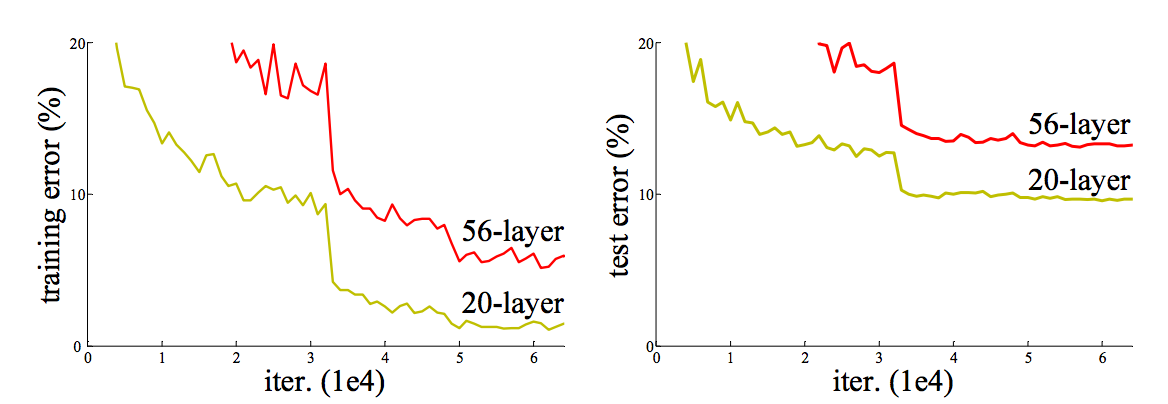 20
10
0
training error (%)
56-layer
20-layer
0 1 2 3 4 5 6
iter. (1e4)
20
10
0
test error (%)
56-layer
20-layer
0 1 2 3 4 5 6
iter. (1e4)